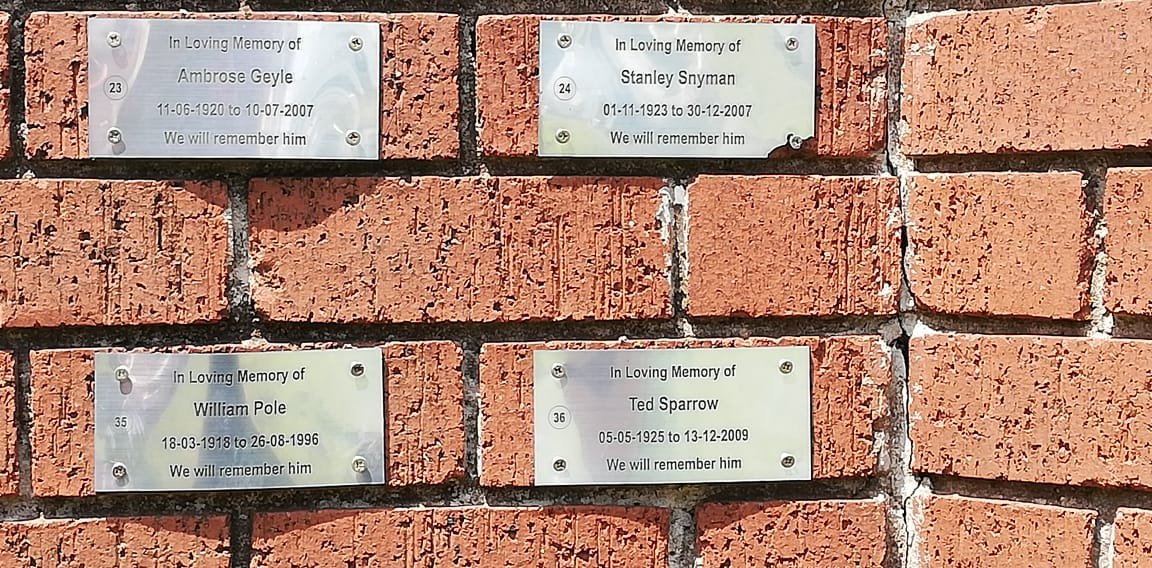 In Loving Memory of
Ambrose Geyle
23
11-06-1920 to 10-07-2007
We will remember him
In Loving Memory of
Stanley Snyman
24
01-11-1923 to 30-12-2007
We will remember him
In Loving Memory of
William Pole
35
18-03-1918 to 26-08-1996
We will remember him
In Loving Memory of
Ted Sparrow
36
05-05-1925 to 13-12-2009
We will remember him